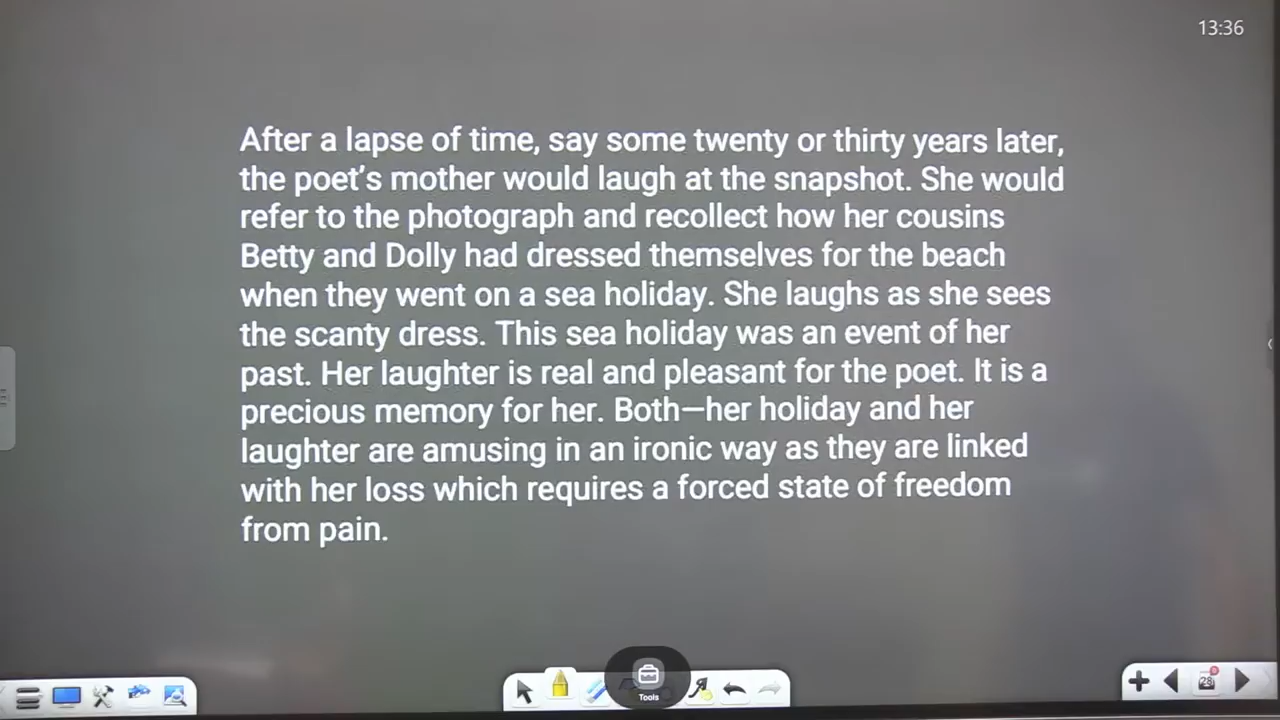 13:36
After a lapse of time, say some twenty or thirty years later,
the poet's mother would laugh at the snapshot. She would
refer to the photograph and recollect how her cousins
Betty and Dolly had dressed themselves for the beach
when they went on a sea holiday. She laughs as she sees
the scanty dress. This sea holiday was an event of her
past. Her laughter is real and pleasant for the poet. It is a
precious memory for her. Both—her holiday and her
laughter are amusing in an ironic way as they are linked
with her loss which requires a forced state of freedom
from pain.
Tools
28